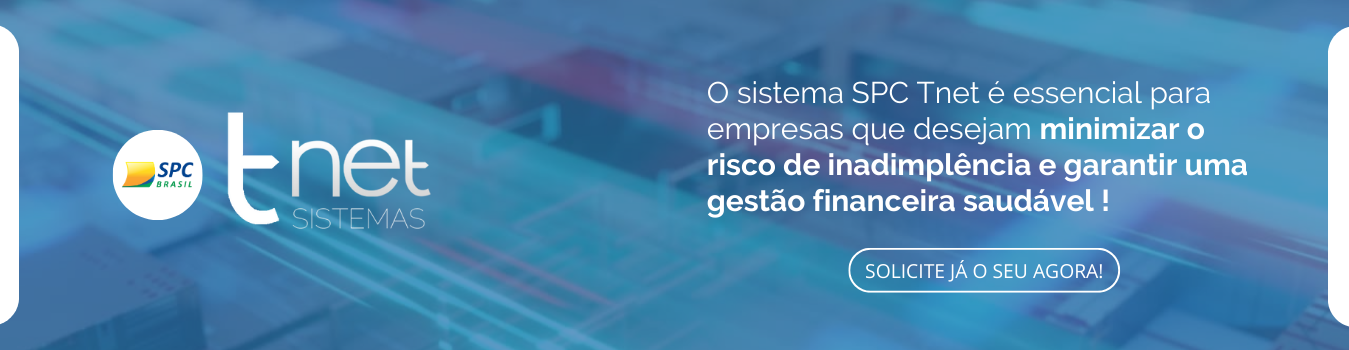 SPC
BRASIL
tnet
SISTEMAS
O sistema SPC Tnet é essencial para
empresas que desejam minimizar o
risco de inadimplência e garantir uma
gestão financeira saudável !
SOLICITE JÁ O SEU AGORA!